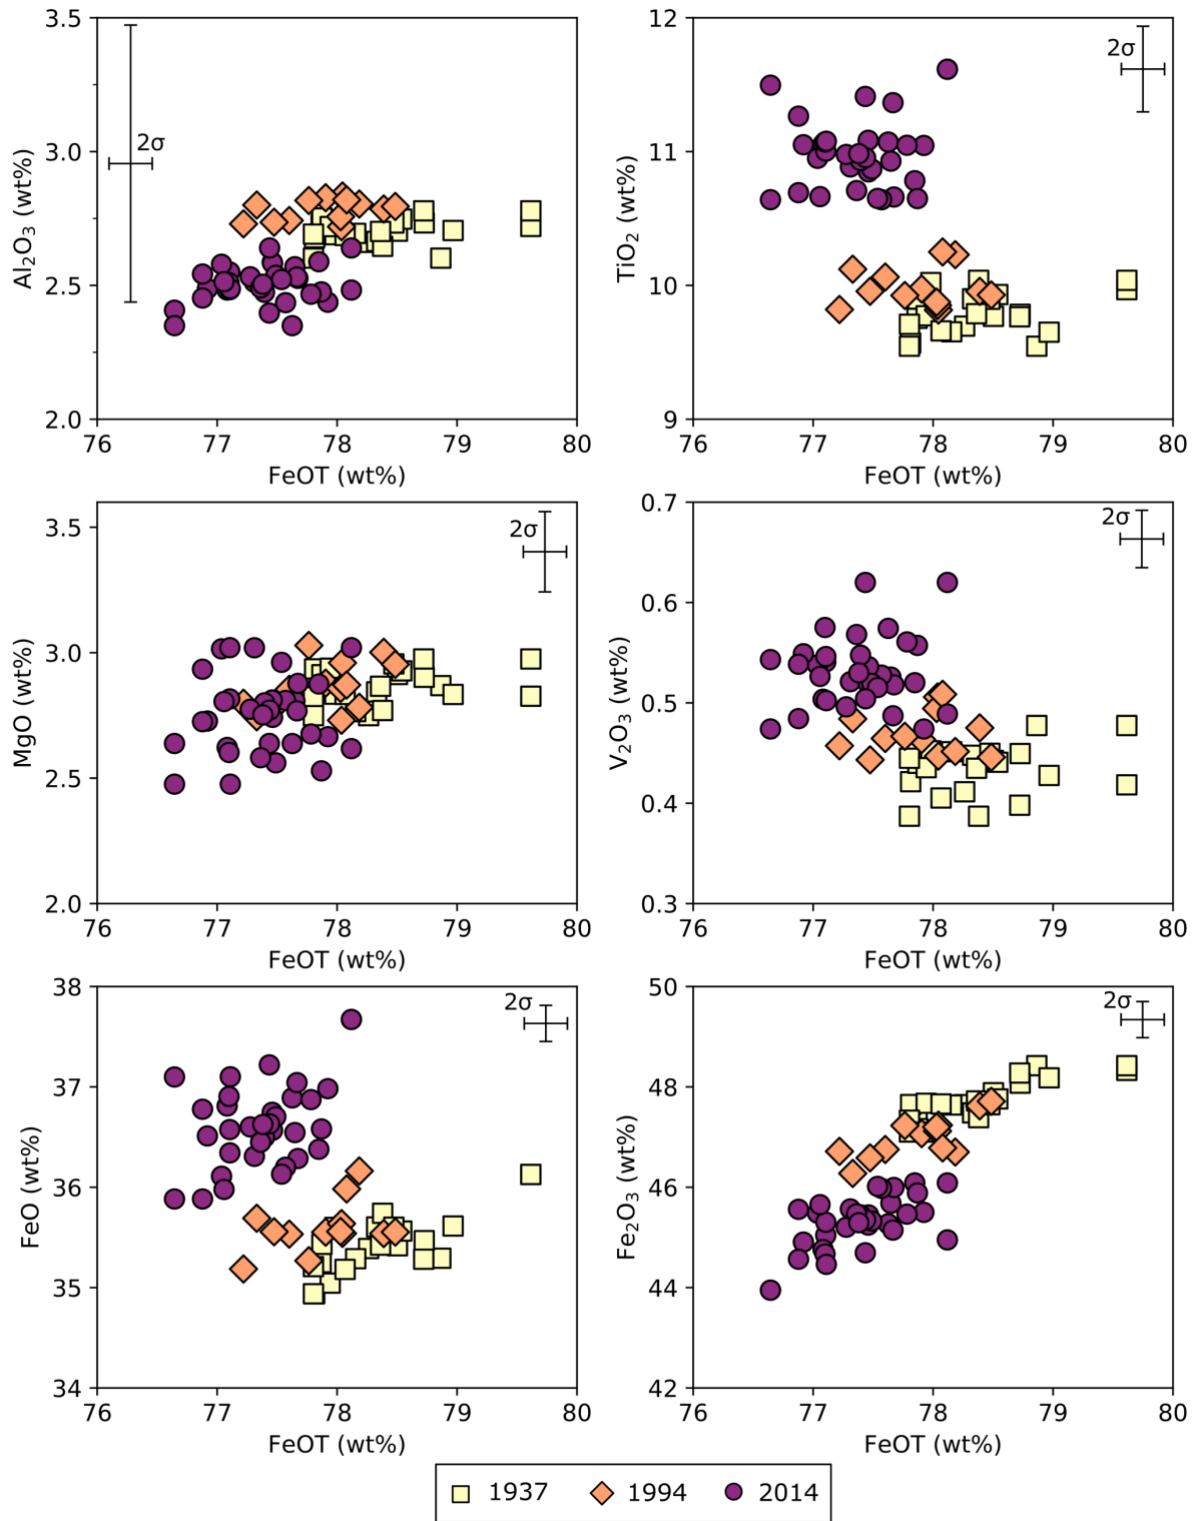 3.5
3.0
2.5
2.0
Al₂O₃ (wt%)
2σ
76 77 78 79 80
FeOT (wt%)
12
11
10
9
TiO₂ (wt%)
2σ
76 77 78 79 80
FeOT (wt%)
3.5
3.0
2.5
2.0
MgO (wt%)
2σ
76 77 78 79 80
FeOT (wt%)
0.7
0.6
0.5
0.4
0.3
V₂O₃ (wt%)
2σ
76 77 78 79 80
FeOT (wt%)
38
37
36
35
34
FeO (wt%)
2σ
76 77 78 79 80
FeOT (wt%)
50
48
46
44
42
Fe₂O₃ (wt%)
2σ
76 77 78 79 80
FeOT (wt%)
1937 1994 2014